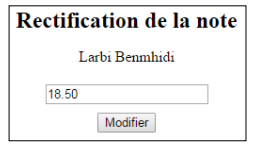 Rectification de la note
Larbi Benmhidi
18.50
Modifier